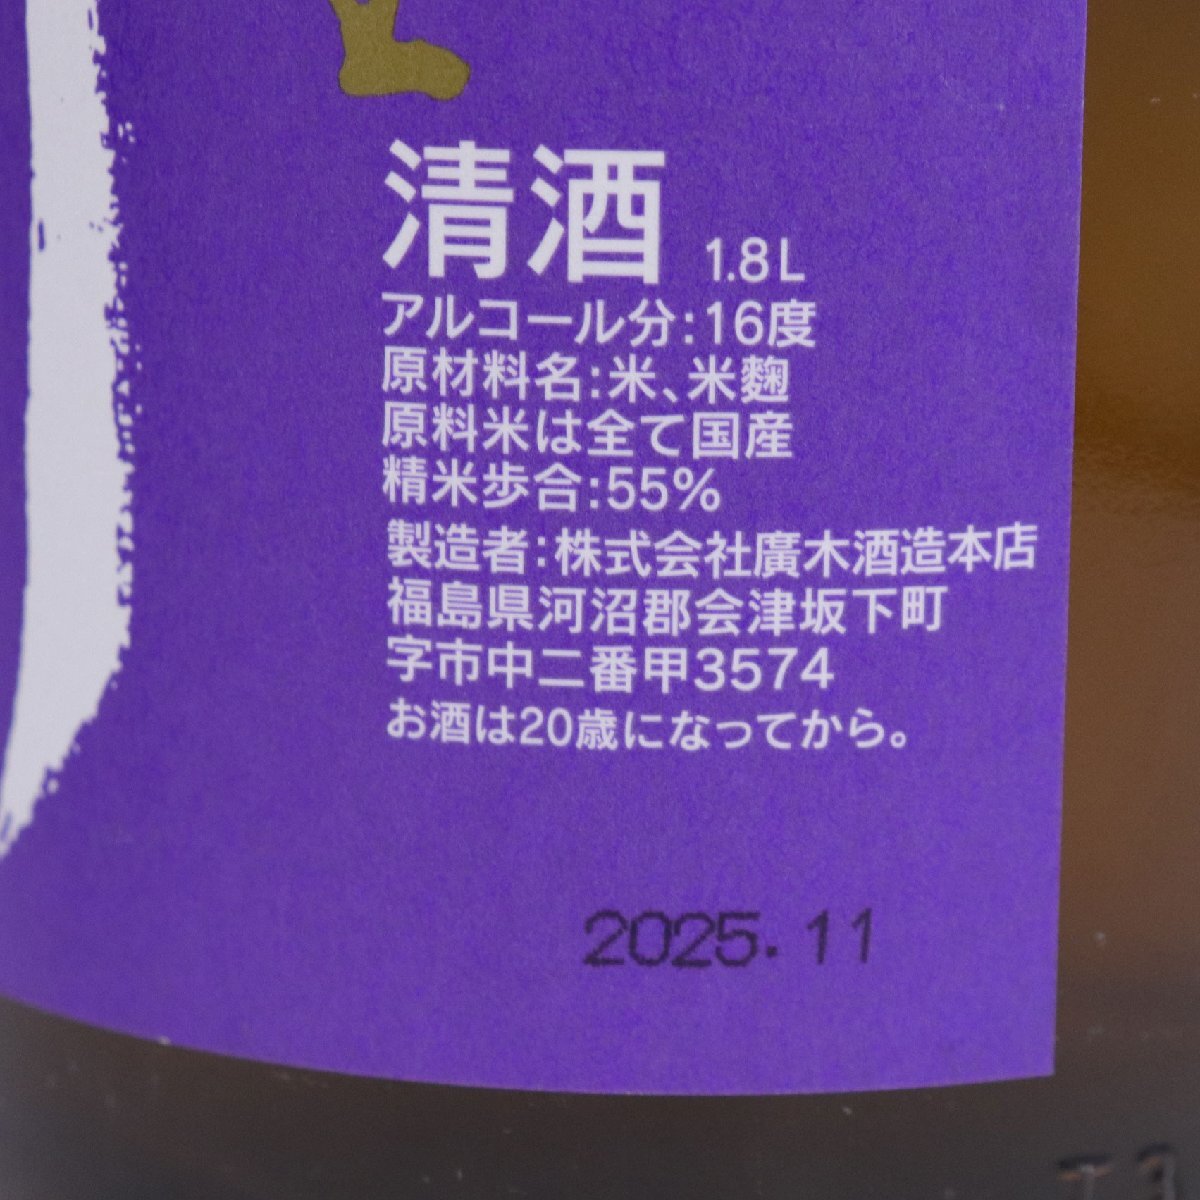 清酒 1.8L
アルコール分:16度
原材料名:米、米麴
原料米は全て国産
精米歩合:55%
製造者:株式会社廣木酒造本店
福島県河沼郡会津坂下町
字市中二番甲3574
お酒は20歳になってから。
2025.11